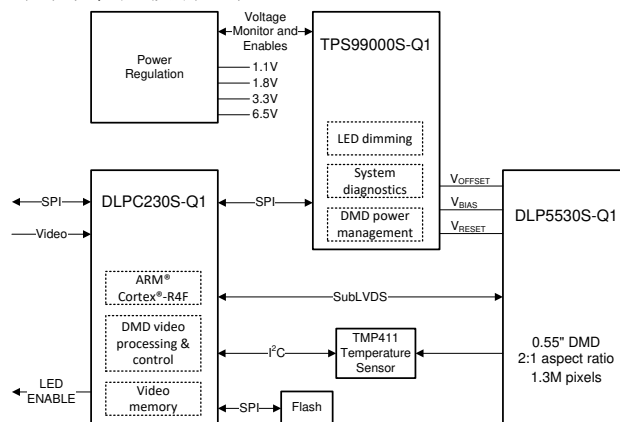 Voltage
Monitor and
Enables
Power
Regulation
1.1V
1.8V
3.3V
6.5V
TPS99000S-Q1
LED dimming
System
diagnostics
DMD power
management
VOFFSET
VBIAS
VRESET
DLP5530S-Q1
0.55" DMD
2:1 aspect ratio
1.3M pixels
SPI
Video
LED
ENABLE
DLPC230S-Q1
ARM®
Cortex®-R4F
DMD video
processing &
control
Video
memory
SPI
SubLVDS
I²C
TMP411
Temperature
Sensor
SPI
Flash